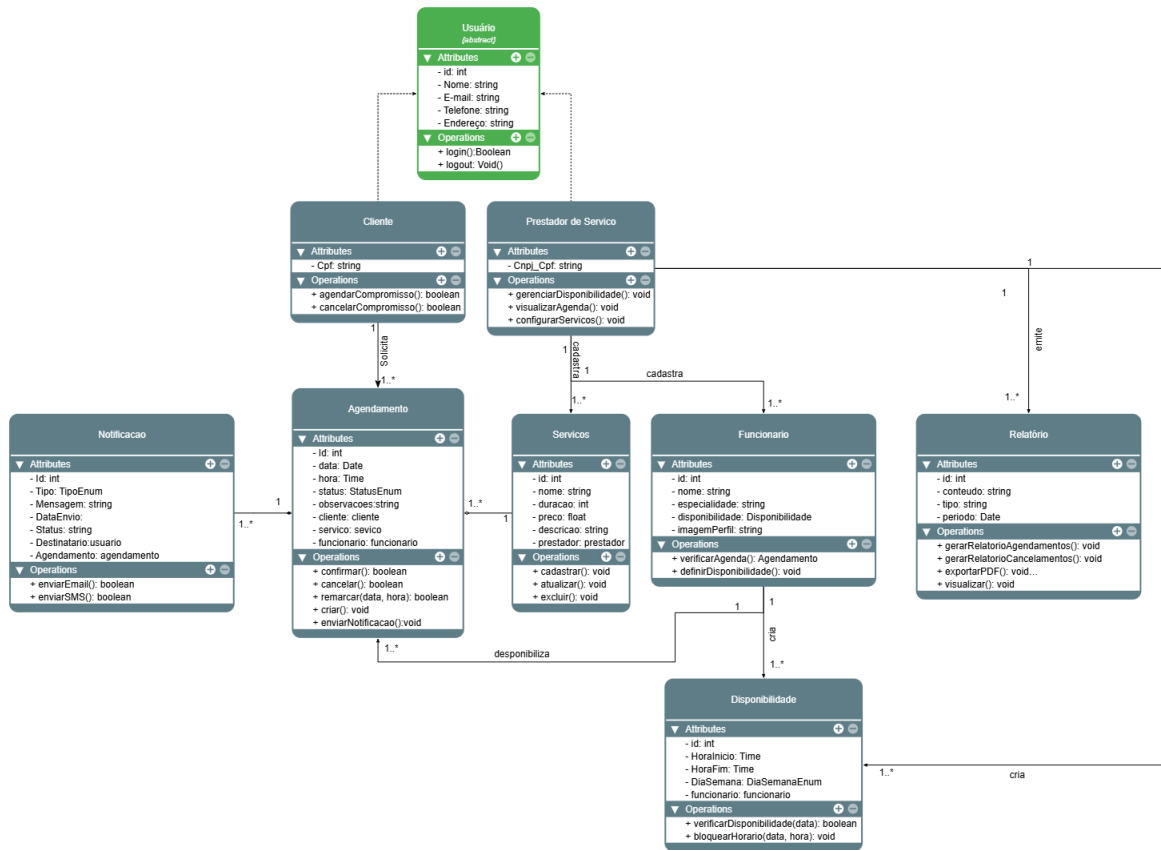 Usuário
{abstract}
Attributes
- id: int
- Nome: string
- E-mail: string
- Telefone: string
- Endereço: string
Operations
+ login():Boolean
+ logout: Void()
Cliente
Attributes
- Cpf: string
Operations
+ agendarCompromisso(): boolean
+ cancelarCompromisso(): boolean
Prestador de Servico
Attributes
- Cnpj_Cpf: string
Operations
+ gerenciarDisponibilidade(): void
+ visualizarAgenda(): void
+ configurarServicos(): void
1
1
emite
1..*
1
Solicita
1..*
1
cadastra
1..*
1
cadastra
1..*
Notificacao
Attributes
- Id: int
- Tipo: TipoEnum
- Mensagem: string
- DataEnvio:
- Status: string
- Destinatario:usuario
- Agendamento: agendamento
Operations
+ enviarEmail(): boolean
+ enviarSMS(): boolean
1
1..*
Agendamento
Attributes
- Id: int
- data: Date
- hora: Time
- status: StatusEnum
- observacoes:string
- cliente: cliente
- servico: sevico
- funcionario: funcionario
Operations
+ confirmar(): boolean
+ cancelar(): boolean
+ remarcar(data, hora): boolean
+ criar(): void
+ enviarNotificacao():void
1..*
1
Servicos
Attributes
- id: int
- nome: string
- duracao: int
- preco: float
- descricao: string
- prestador: prestador
Operations
+ cadastrar(): void
+ atualizar(): void
+ excluir(): void
Funcionario
Attributes
- id: int
- nome: string
- especialidade: string
- disponibilidade: Disponibilidade
- imagemPerfil: string
Operations
+ verificarAgenda(): Agendamento
+ definirDisponibilidade(): void
Relatório
Attributes
- id: int
- conteudo: string
- tipo: string
- periodo: Date
Operations
+ gerarRelatorioAgendamentos(): void
+ gerarRelatorioCancelamentos(): void
+ exportarPDF(): void...
+ visualizar(): void
1
1
cria
1..*
desponibiliza
1..*
Disponibilidade
Attributes
- id: int
- HoraInicio: Time
- HoraFim: Time
- DiaSemana: DiaSemanaEnum
- funcionario: funcionario
Operations
+ verificarDisponibilidade(data): boolean
+ bloquearHorario(data, hora): void
1..*
cria